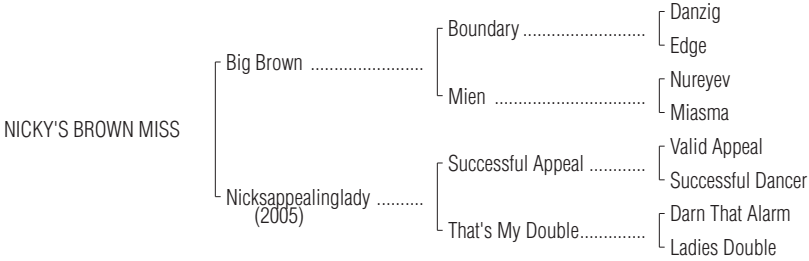 Danzig
Boundary ..........................
Edge
Big Brown ........................
Nureyev
Mien ................................
Miasma
NICKY'S BROWN MISS
Valid Appeal
Successful Appeal ............
Successful Dancer
Nicksappealinglady ..........
(2005)
Darn That Alarm
That's My Double..............
Ladies Double